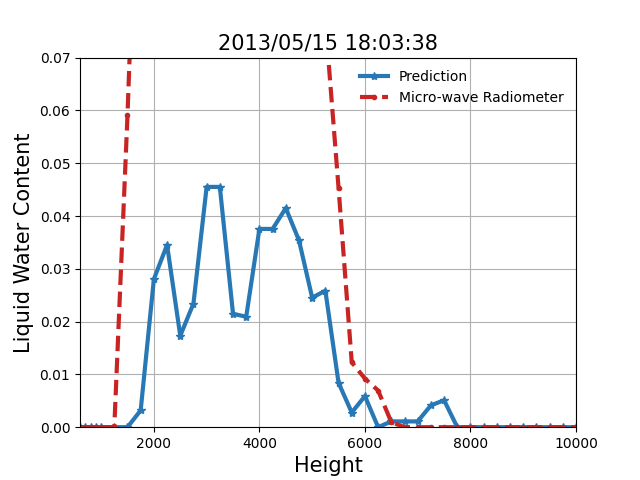 2013/05/15 18:03:38
Liquid Water Content
0.07
0.06
0.05
0.04
0.03
0.02
0.01
0.00
Prediction
Micro-wave Radiometer
2000 4000 6000 8000 10000
Height